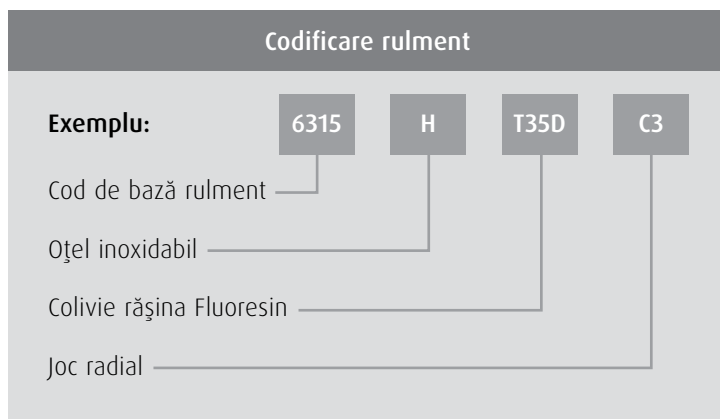 Codificare rulment
Exemplu: 6315 H T35D C3
Cod de bază rulment
Oţel inoxidabil
Colivie răşina Fluoresin
Joc radial